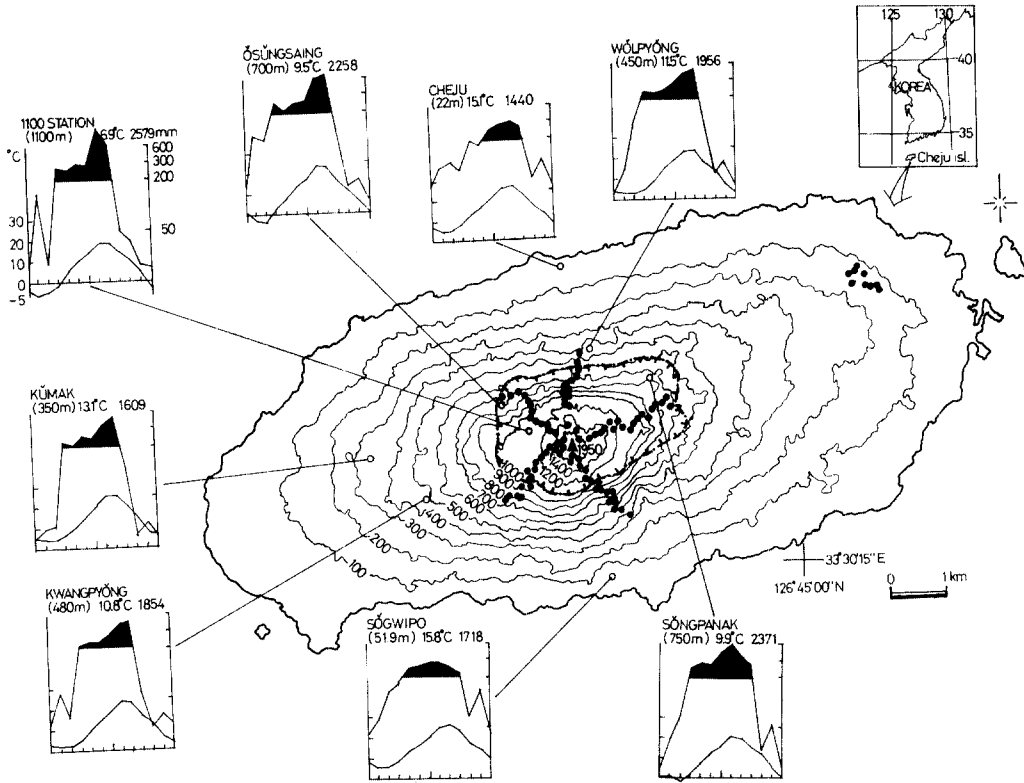 ŎSŬNGSAING
(700m) 9.5°C 2258
CHEJU
(22m) 15.1°C 1440
WŎLPYŎNG
(450m) 11.5°C 1956
125 130
40
KOREA
35
Cheju isl.
1100 STATION
(1100m) 6.9°C 2579mm
°C
600
300
200
50
30
20
10
0
-5
KŬMAK
(350m) 13.1°C 1609
1950
1400
1200
1000
900
800
700
600
500
400
300
200
100
33°30'15"E
126°45'00"N
0 1 km
KWANGPYŎNG
(480m) 10.8°C 1854
SŎGWIPO
(51.9m) 15.8°C 1718
SŎNGPANAK
(750m) 9.9°C 2371